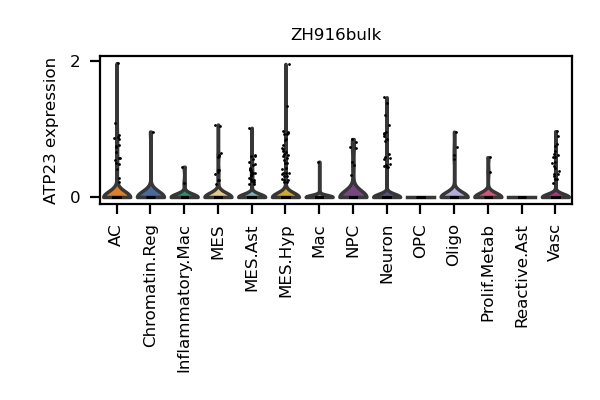 ZH916bulk
ATP23 expression
2
0
AC
Chromatin.Reg
Inflammatory.Mac
MES
MES.Ast
MES.Hyp
Mac
NPC
Neuron
OPC
Oligo
Prolif.Metab
Reactive.Ast
Vasc